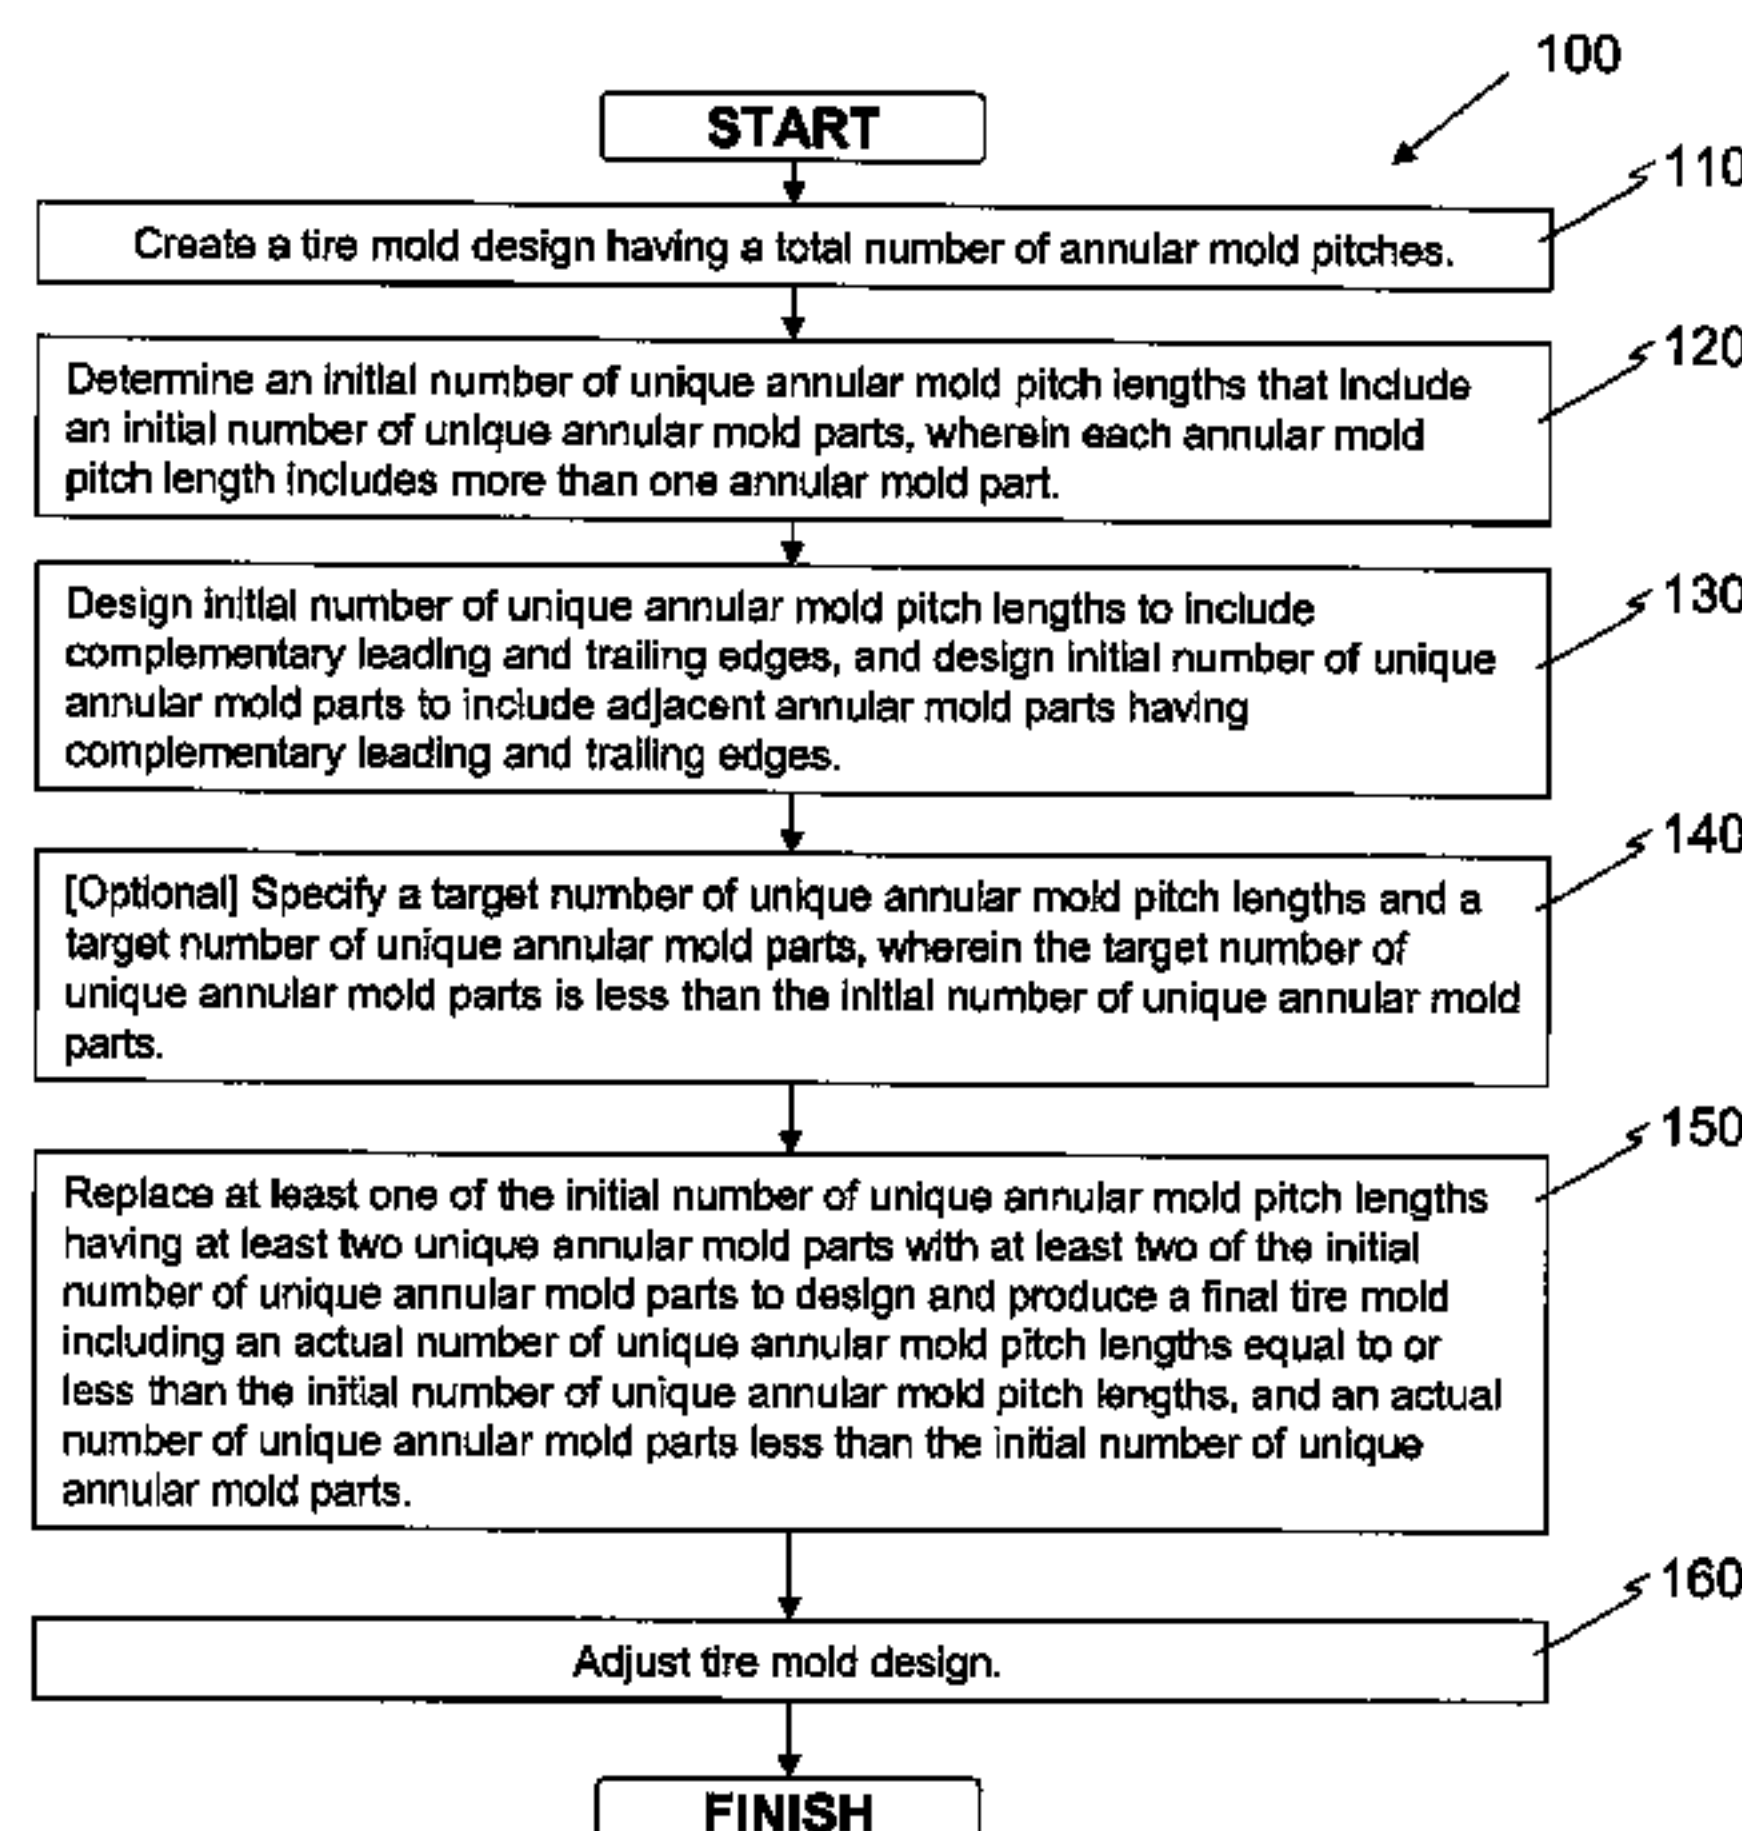 100
START
110
Create a tire mold design having a total number of annular mold pitches.
120
Determine an initial number of unique annular mold pitch lengths that include
an initial number of unique annular mold parts, wherein each annular mold
pitch length includes more than one annular mold part.
130
Design initial number of unique annular mold pitch lengths to include
complementary leading and trailing edges, and design initial number of unique
annular mold parts to include adjacent annular mold parts having
complementary leading and trailing edges.
140
[Optional] Specify a target number of unique annular mold pitch lengths and a
target number of unique annular mold parts, wherein the target number of
unique annular mold parts is less than the initial number of unique annular mold
parts.
150
Replace at least one of the initial number of unique annular mold pitch lengths
having at least two unique annular mold parts with at least two of the initial
number of unique annular mold parts to design and produce a final tire mold
including an actual number of unique annular mold pitch lengths equal to or
less than the initial number of unique annular mold pitch lengths, and an actual
number of unique annular mold parts less than the initial number of unique
annular mold parts.
160
Adjust tire mold design.
FINISH